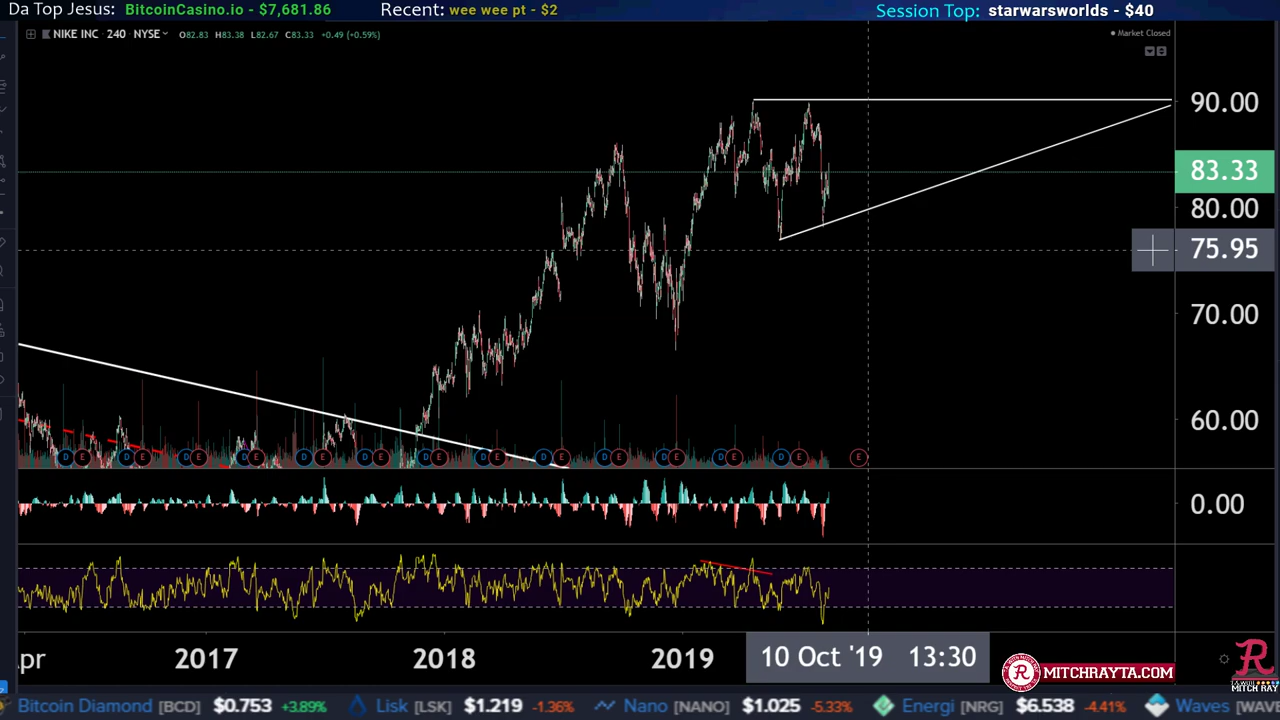 Da Top Jesus: BitcoinCasino.io - $7,681.86 Recent: wee wee pt - $2 Session Top: starwarsworlds - $40
NIKE INC 240 NYSE O82.83 H83.38 L82.67 C83.33 +0.49 (+0.59%) Market Closed
90.00
83.33
80.00
75.95
70.00
60.00
D E D E D E D E D E D E D E D E D E D E D E D E D E E
0.00
2017 2018 2019 10 Oct '19 13:30
R MITCHRAYTA.COM
MITCH RAY
Bitcoin Diamond [BCD] $0.753 +3.89% Lisk [LSK] $1.219 -1.36% Nano [NANO] $1.025 -5.33% Energi [NRG] $6.538 -4.41% Waves [WAVE